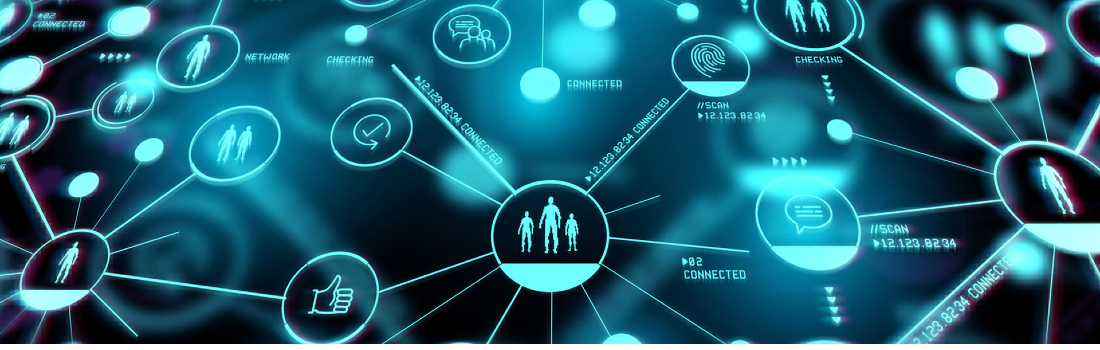 ▶02
CONNECTED
NETWORK
CHECKING
CONNECTED
CHECKING
▶12.123.82.34 CONNECTED
▶12.123.82.34 CONNECTED
//SCAN
▶12.123.82.34
//SCAN
▶12.123.82.34
▶02
CONNECTED
12.123.82.34 CONNECTE